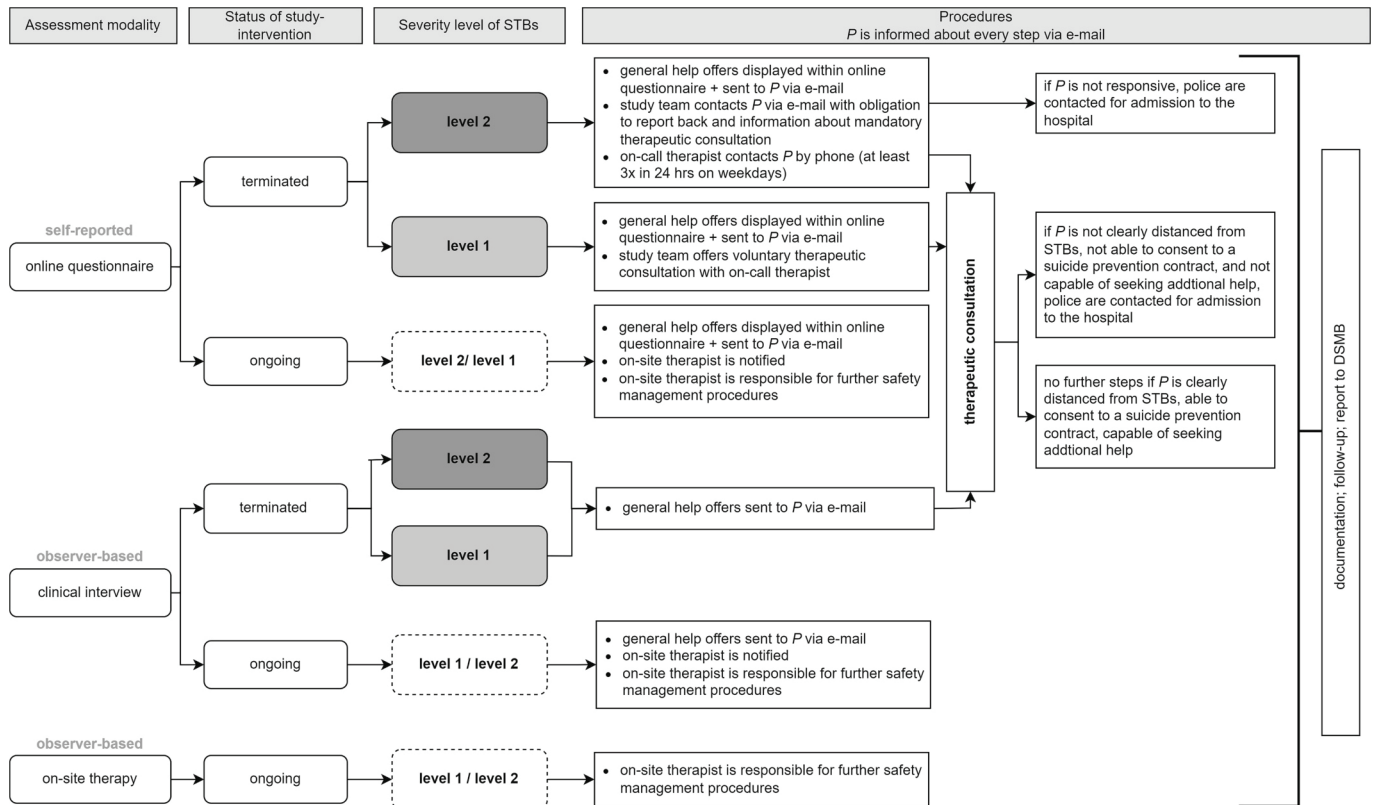 Assessment modality
Status of study-
intervention
Severity level of STBs
Procedures
P is informed about every step via e-mail
self-reported
online questionnaire
terminated
level 2
• general help offers displayed within online
questionnaire + sent to P via e-mail
• study team contacts P via e-mail with obligation
to report back and information about mandatory
therapeutic consultation
• on-call therapist contacts P by phone (at least
3x in 24 hrs on weekdays)
if P is not responsive, police are
contacted for admission to the
hospital
level 1
• general help offers displayed within online
questionnaire + sent to P via e-mail
• study team offers voluntary therapeutic
consultation with on-call therapist
ongoing
level 2/ level 1
• general help offers displayed within online
questionnaire + sent to P via e-mail
• on-site therapist is notified
• on-site therapist is responsible for further safety
management procedures
therapeutic consultation
if P is not clearly distanced from
STBs, not able to consent to a
suicide prevention contract, and not
capable of seeking addtional help,
police are contacted for admission
to the hospital
no further steps if P is clearly
distanced from STBs, able to
consent to a suicide prevention
contract, capable of seeking
addtional help
documentation; follow-up; report to DSMB
observer-based
clinical interview
terminated
level 2
level 1
• general help offers sent to P via e-mail
ongoing
level 1 / level 2
• general help offers sent to P via e-mail
• on-site therapist is notified
• on-site therapist is responsible for further safety
management procedures
observer-based
on-site therapy
ongoing
level 1 / level 2
• on-site therapist is responsible for further safety
management procedures